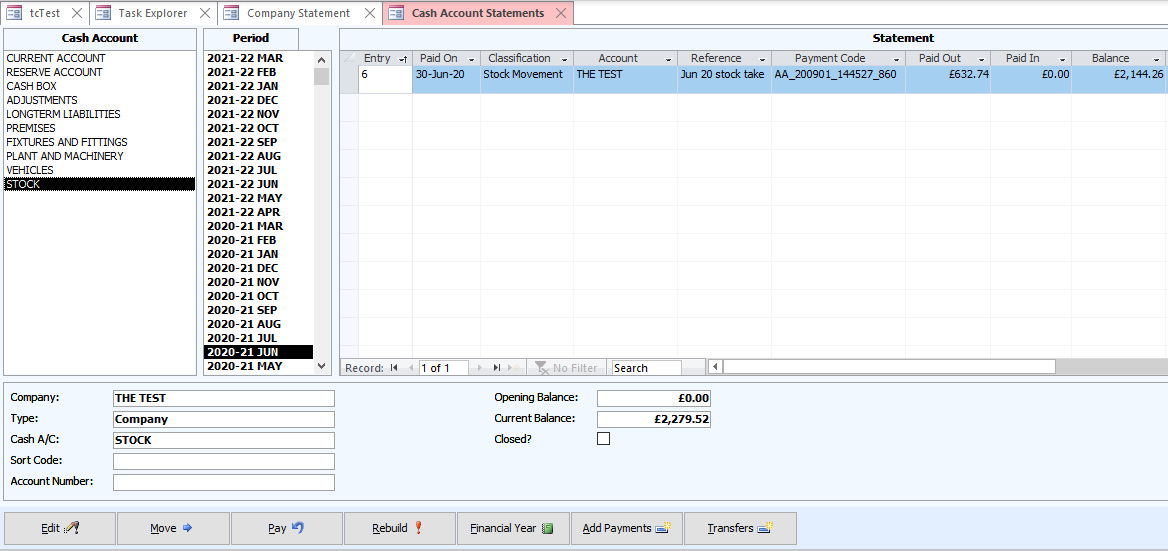 tcTest Task Explorer Company Statement Cash Account Statements
Cash Account
CURRENT ACCOUNT
RESERVE ACCOUNT
CASH BOX
ADJUSTMENTS
LONGTERM LIABILITIES
PREMISES
FIXTURES AND FITTINGS
PLANT AND MACHINERY
VEHICLES
STOCK
Period
2021-22 MAR
2021-22 FEB
2021-22 JAN
2021-22 DEC
2021-22 NOV
2021-22 OCT
2021-22 SEP
2021-22 AUG
2021-22 JUL
2021-22 JUN
2021-22 MAY
2021-22 APR
2020-21 MAR
2020-21 FEB
2020-21 JAN
2020-21 DEC
2020-21 NOV
2020-21 OCT
2020-21 SEP
2020-21 AUG
2020-21 JUL
2020-21 JUN
2020-21 MAY
Statement
Entry Paid On Classification Account Reference Payment Code Paid Out Paid In Balance
6 30-Jun-20 Stock Movement THE TEST Jun 20 stock take AA_200901_144527_860 £632.74 £0.00 £2,144.26
Record: 1 of 1 No Filter Search
Company: THE TEST
Type: Company
Cash A/C: STOCK
Sort Code:
Account Number:
Opening Balance: £0.00
Current Balance: £2,279.52
Closed?
Edit Move Pay Rebuild Financial Year Add Payments Transfers